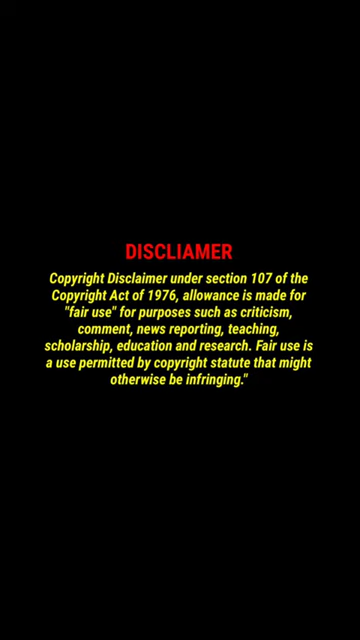 DISCLIAMER
Copyright Disclaimer under section 107 of the
Copyright Act of 1976, allowance is made for
"fair use" for purposes such as criticism,
comment, news reporting, teaching,
scholarship, education and research. Fair use is
a use permitted by copyright statute that might
otherwise be infringing."